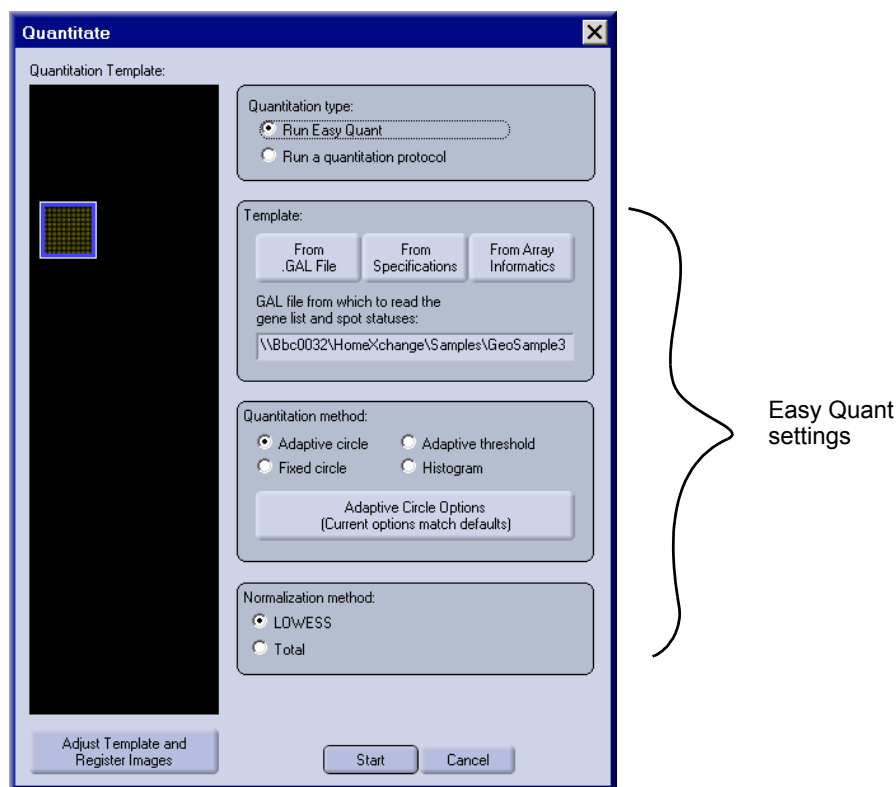 Quantitate
Quantitation Template:
Quantitation type:
Run Easy Quant
Run a quantitation protocol
Template:
From
.GAL File
From
Specifications
From Array
Informatics
GAL file from which to read the
gene list and spot statuses:
\\Bbc0032\HomeXchange\Samples\GeoSample3
Quantitation method:
Adaptive circle
Adaptive threshold
Fixed circle
Histogram
Adaptive Circle Options
(Current options match defaults)
Normalization method:
LOWESS
Total
Adjust Template and
Register Images
Start
Cancel
Easy Quant
settings